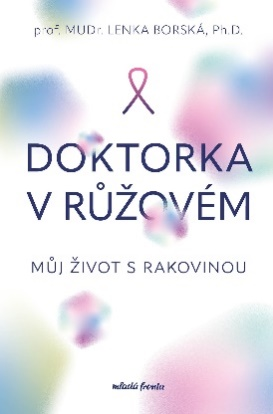 prof. MUDr. LENKA BORSKÁ, Ph.D.
DOKTORKA
V RŮŽOVÉM
MŮJ ŽIVOT S RAKOVINOU
mladá fronta